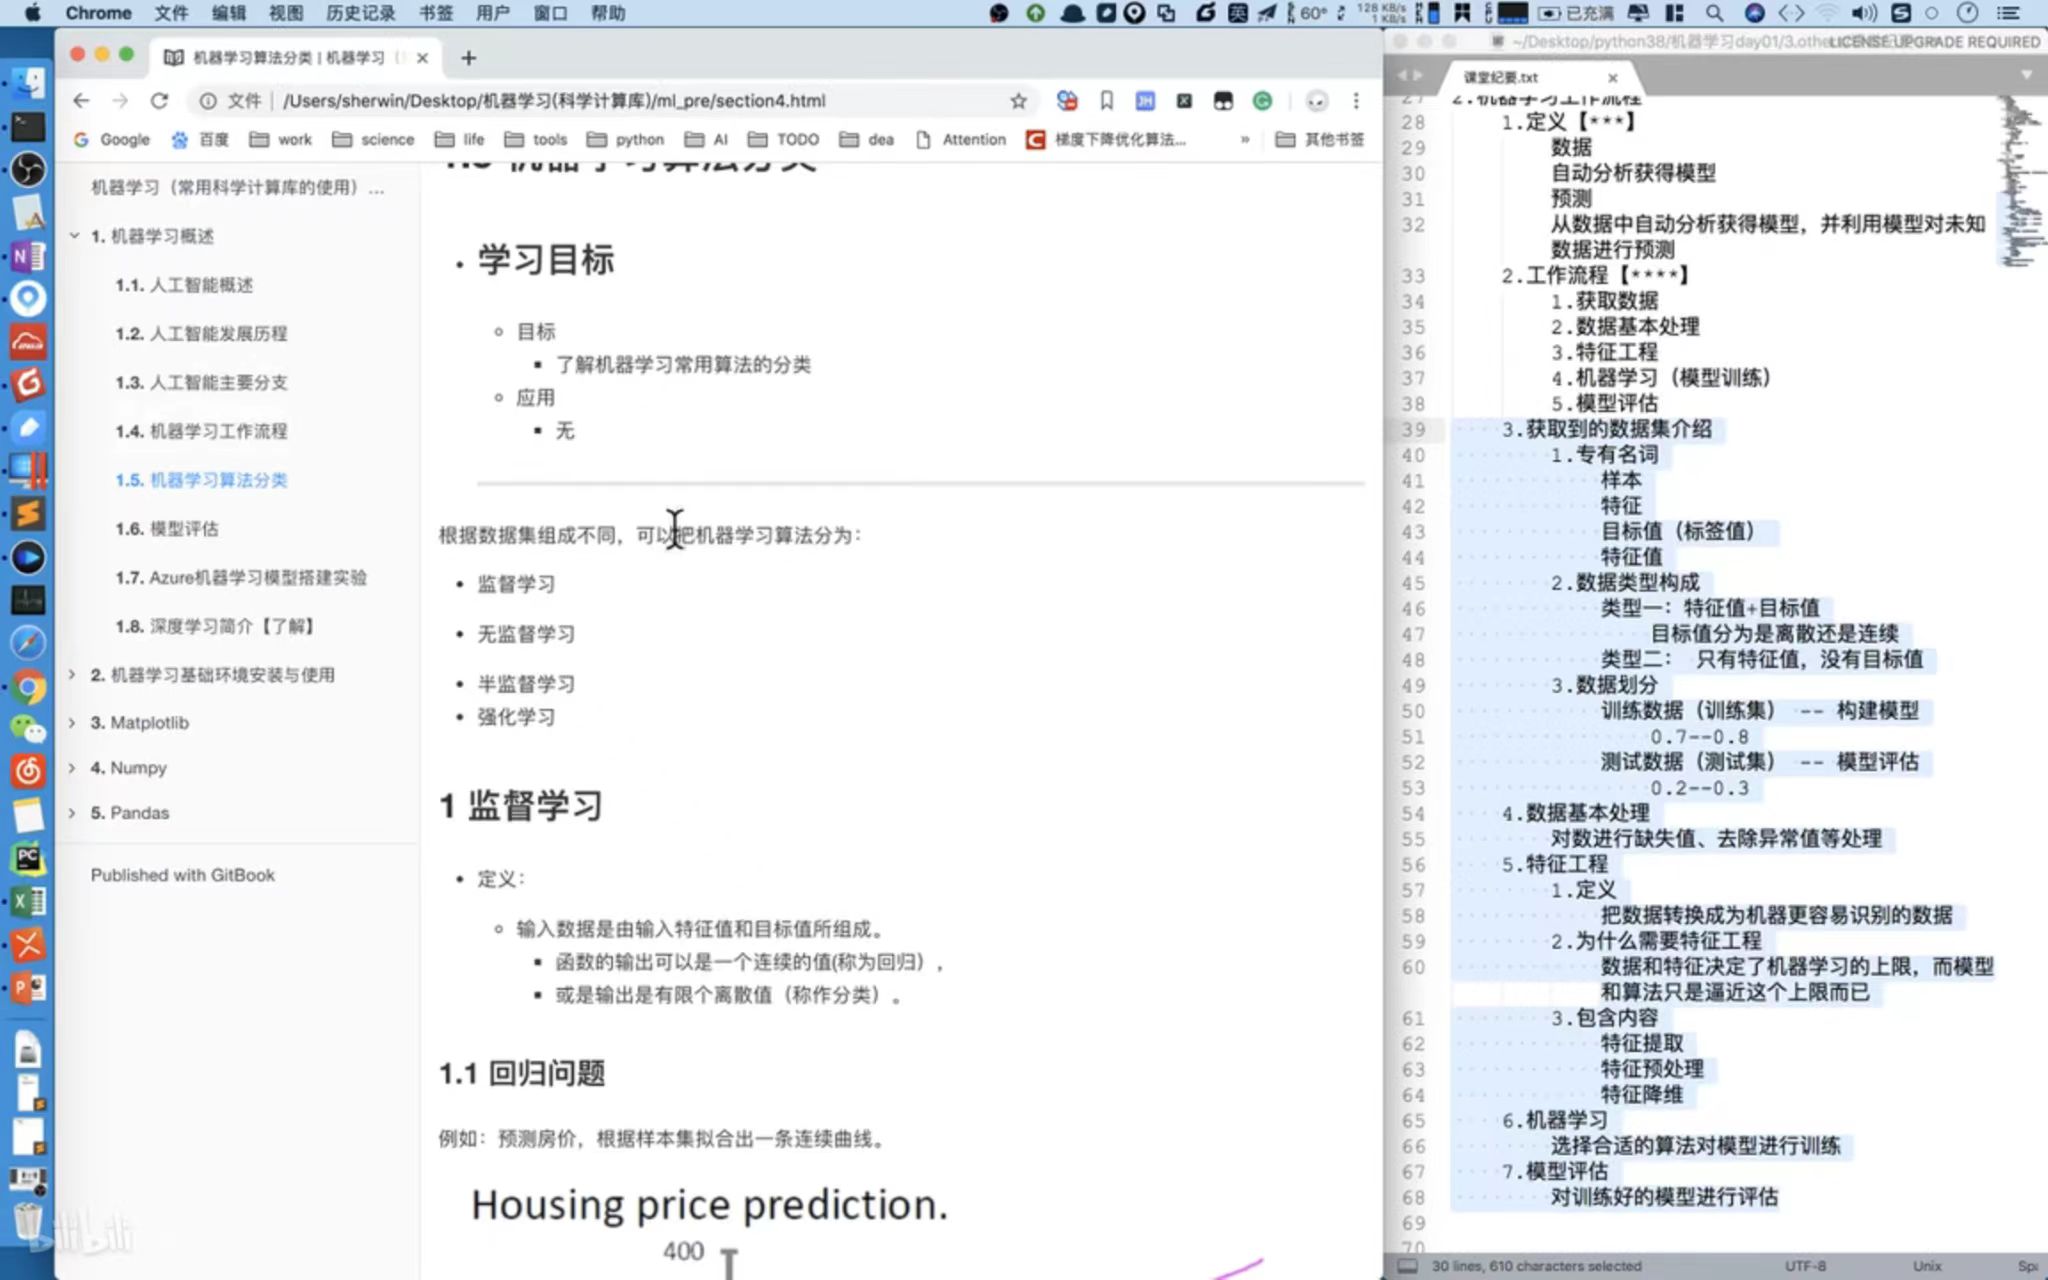 Chrome 文件 编辑 视图 历史记录 书签 用户 窗口 帮助
60° 128 KB/s 1 KB/s 已充满
机器学习算法分类 | 机器学习（
文件 /Users/sherwin/Desktop/机器学习(科学计算库)/ml_pre/section4.html
Google 百度 work science life tools python AI TODO dea Attention 梯度下降优化算法... » 其他书签
机器学习（常用科学计算库的使用）...
1. 机器学习概述
1.1. 人工智能概述
1.2. 人工智能发展历程
1.3. 人工智能主要分支
1.4. 机器学习工作流程
1.5. 机器学习算法分类
1.6. 模型评估
1.7. Azure机器学习模型搭建实验
1.8. 深度学习简介【了解】
2. 机器学习基础环境安装与使用
3. Matplotlib
4. Numpy
5. Pandas
Published with GitBook
bilibili
1.5 机器学习算法分类
学习目标
目标
了解机器学习常用算法的分类
应用
无
根据数据集组成不同，可以把机器学习算法分为：
监督学习
无监督学习
半监督学习
强化学习
1 监督学习
定义：
输入数据是由输入特征值和目标值所组成。
函数的输出可以是一个连续的值(称为回归），
或是输出是有限个离散值（称作分类）。
1.1 回归问题
例如：预测房价，根据样本集拟合出一条连续曲线。
Housing price prediction.
400
~/Desktop/python38/机器学习day01/3.othe
LICENSE UPGRADE REQUIRED
课堂纪要.txt
27 2.机器学习工作流程
28 1.定义【***】
29 数据
30 自动分析获得模型
31 预测
32 从数据中自动分析获得模型，并利用模型对未知
数据进行预测
33 2.工作流程【****】
34 1.获取数据
35 2.数据基本处理
36 3.特征工程
37 4.机器学习（模型训练）
38 5.模型评估
39 3.获取到的数据集介绍
40 1.专有名词
41 样本
42 特征
43 目标值（标签值）
44 特征值
45 2.数据类型构成
46 类型一：特征值+目标值
47 目标值分为是离散还是连续
48 类型二： 只有特征值，没有目标值
49 3.数据划分
50 训练数据（训练集） -- 构建模型
51 0.7--0.8
52 测试数据（测试集） -- 模型评估
53 0.2--0.3
54 4.数据基本处理
55 对数进行缺失值、去除异常值等处理
56 5.特征工程
57 1.定义
58 把数据转换成为机器更容易识别的数据
59 2.为什么需要特征工程
60 数据和特征决定了机器学习的上限，而模型
和算法只是逼近这个上限而已
61 3.包含内容
62 特征提取
63 特征预处理
64 特征降维
65 6.机器学习
66 选择合适的算法对模型进行训练
67 7.模型评估
68 对训练好的模型进行评估
69
70
30 lines, 610 characters selected UTF-8 Unix